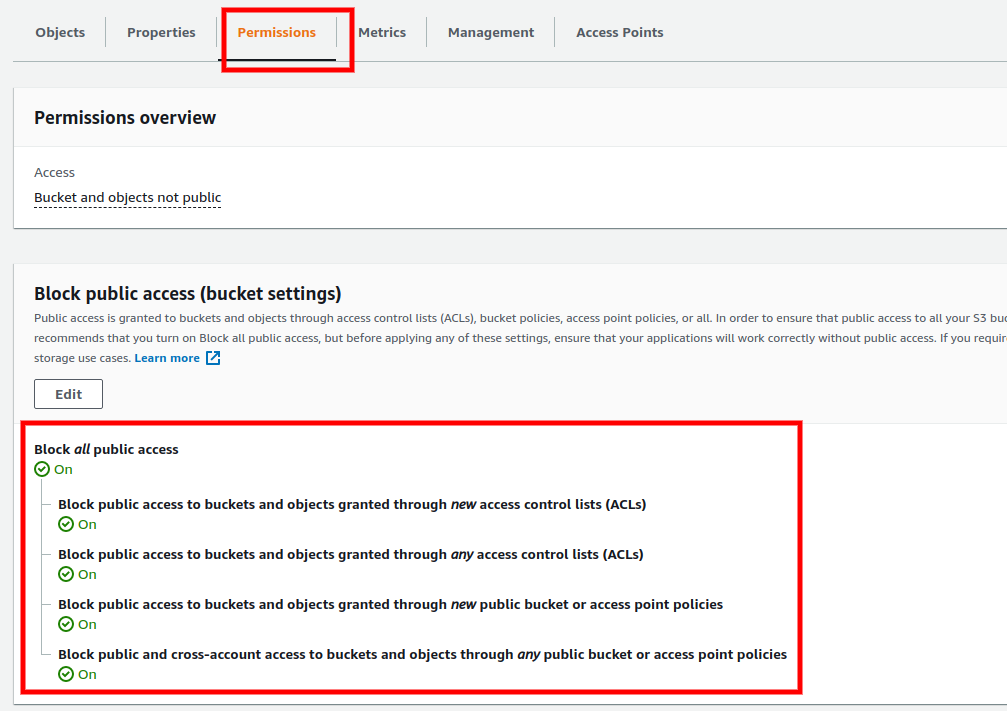 Objects
Properties
Permissions
Metrics
Management
Access Points
Permissions overview
Access
Bucket and objects not public
Block public access (bucket settings)
Public access is granted to buckets and objects through access control lists (ACLs), bucket policies, access point policies, or all. In order to ensure that public access to all your S3
recommends that you turn on Block all public access, but before applying any of these settings, ensure that your applications will work correctly without public access. If you
storage use cases. Learn more
Edit
Block all public access
On
Block public access to buckets and objects granted through new access control lists (ACLs)
On
Block public access to buckets and objects granted through any access control lists (ACLs)
On
Block public access to buckets and objects granted through new public bucket or access point policies
On
Block public and cross-account access to buckets and objects through any public bucket or access point policies
On